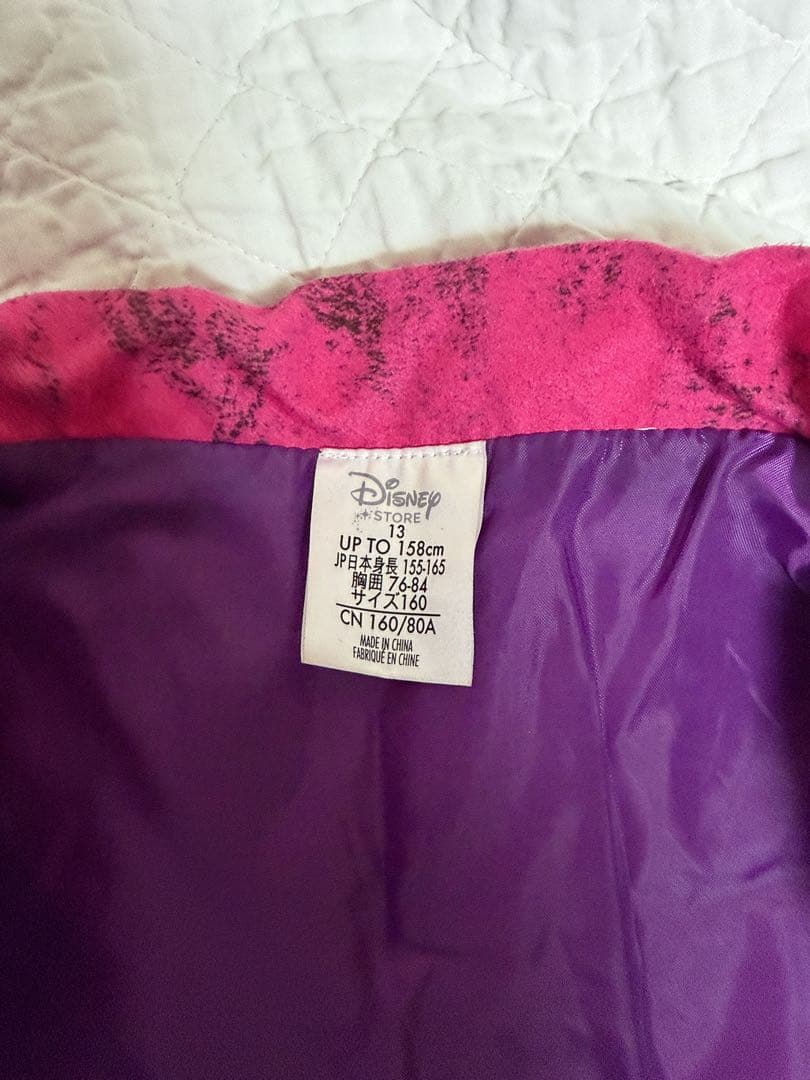 Disney
STORE
13
UP TO 158cm
JP日本身長 155-165
胸囲 76-84
サイズ160
CN 160/80A
MADE IN CHINA
FABRIQUÉ EN CHINE